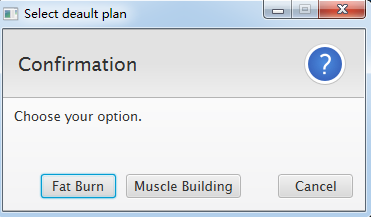 Select deault plan
Confirmation
?
Choose your option.
Fat Burn
Muscle Building
Cancel